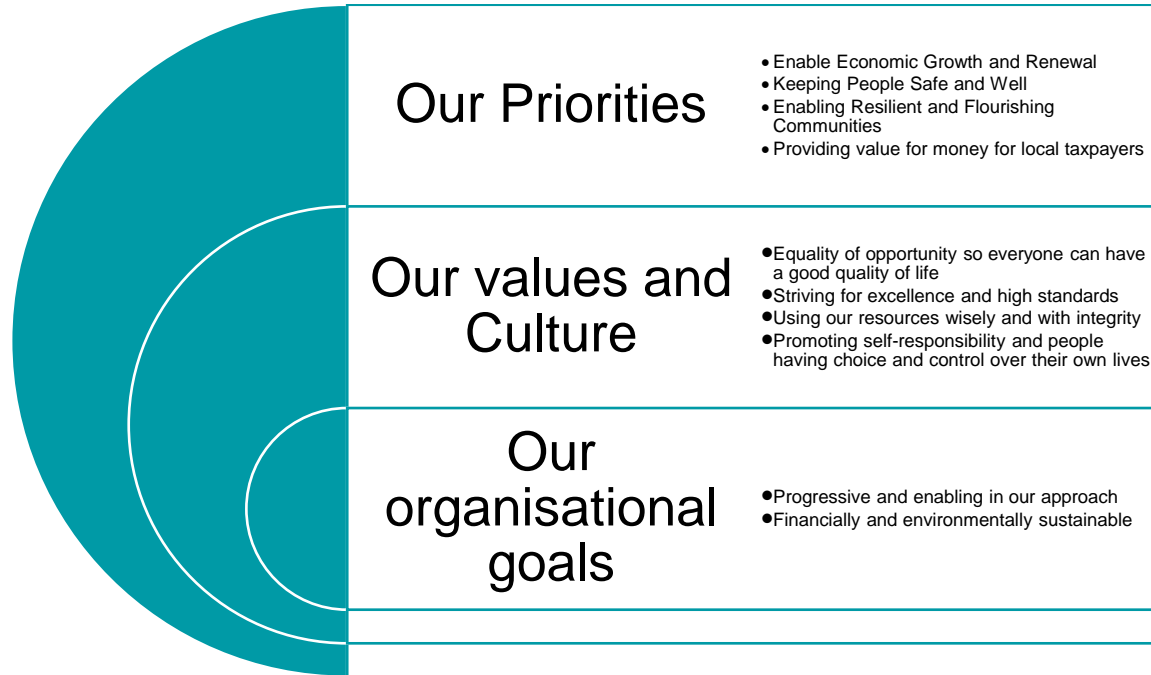 Our Priorities
• Enable Economic Growth and Renewal
• Keeping People Safe and Well
• Enabling Resilient and Flourishing
Communities
• Providing value for money for local taxpayers
Our values and
Culture
•Equality of opportunity so everyone can have
a good quality of life
•Striving for excellence and high standards
•Using our resources wisely and with integrity
•Promoting self-responsibility and people
having choice and control over their own lives
Our
organisational
goals
•Progressive and enabling in our approach
•Financially and environmentally sustainable